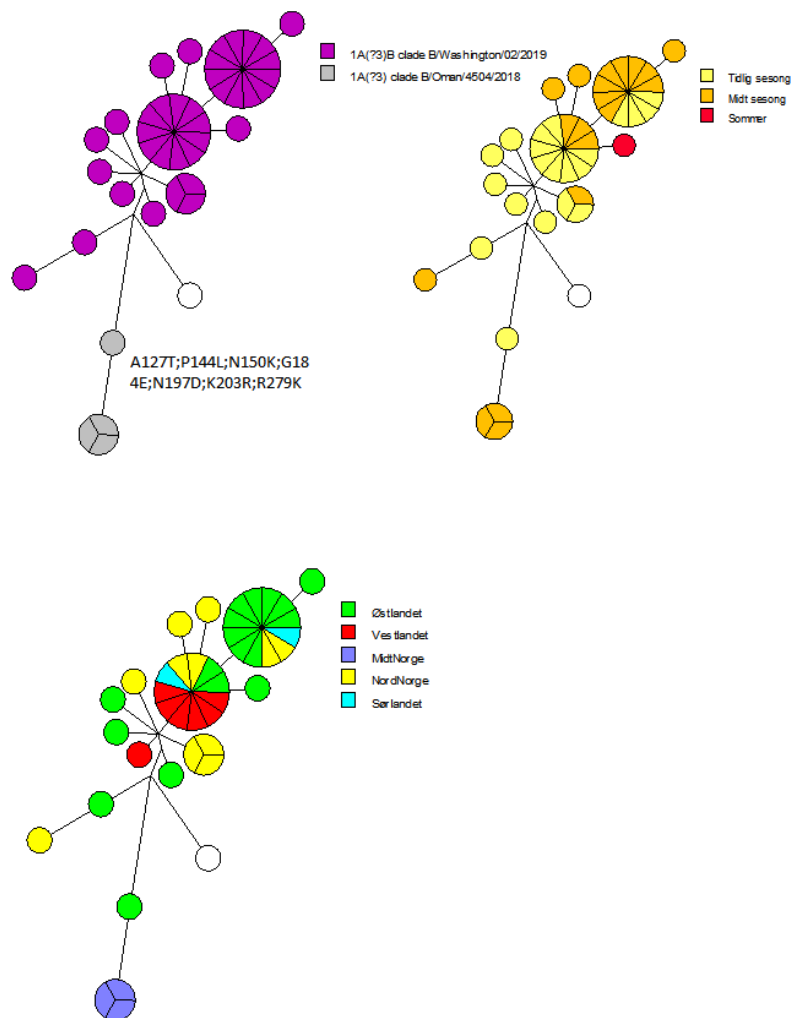 1A(?3)B clade B/Washington/02/2019
1A(?3) clade B/Oman/4504/2018
Tidlig sesong
Midt sesong
Sommer
A127T;P144L;N150K;G18
4E;N197D;K203R;R279K
Østlandet
Vestlandet
MidtNorge
NordNorge
Sørlandet